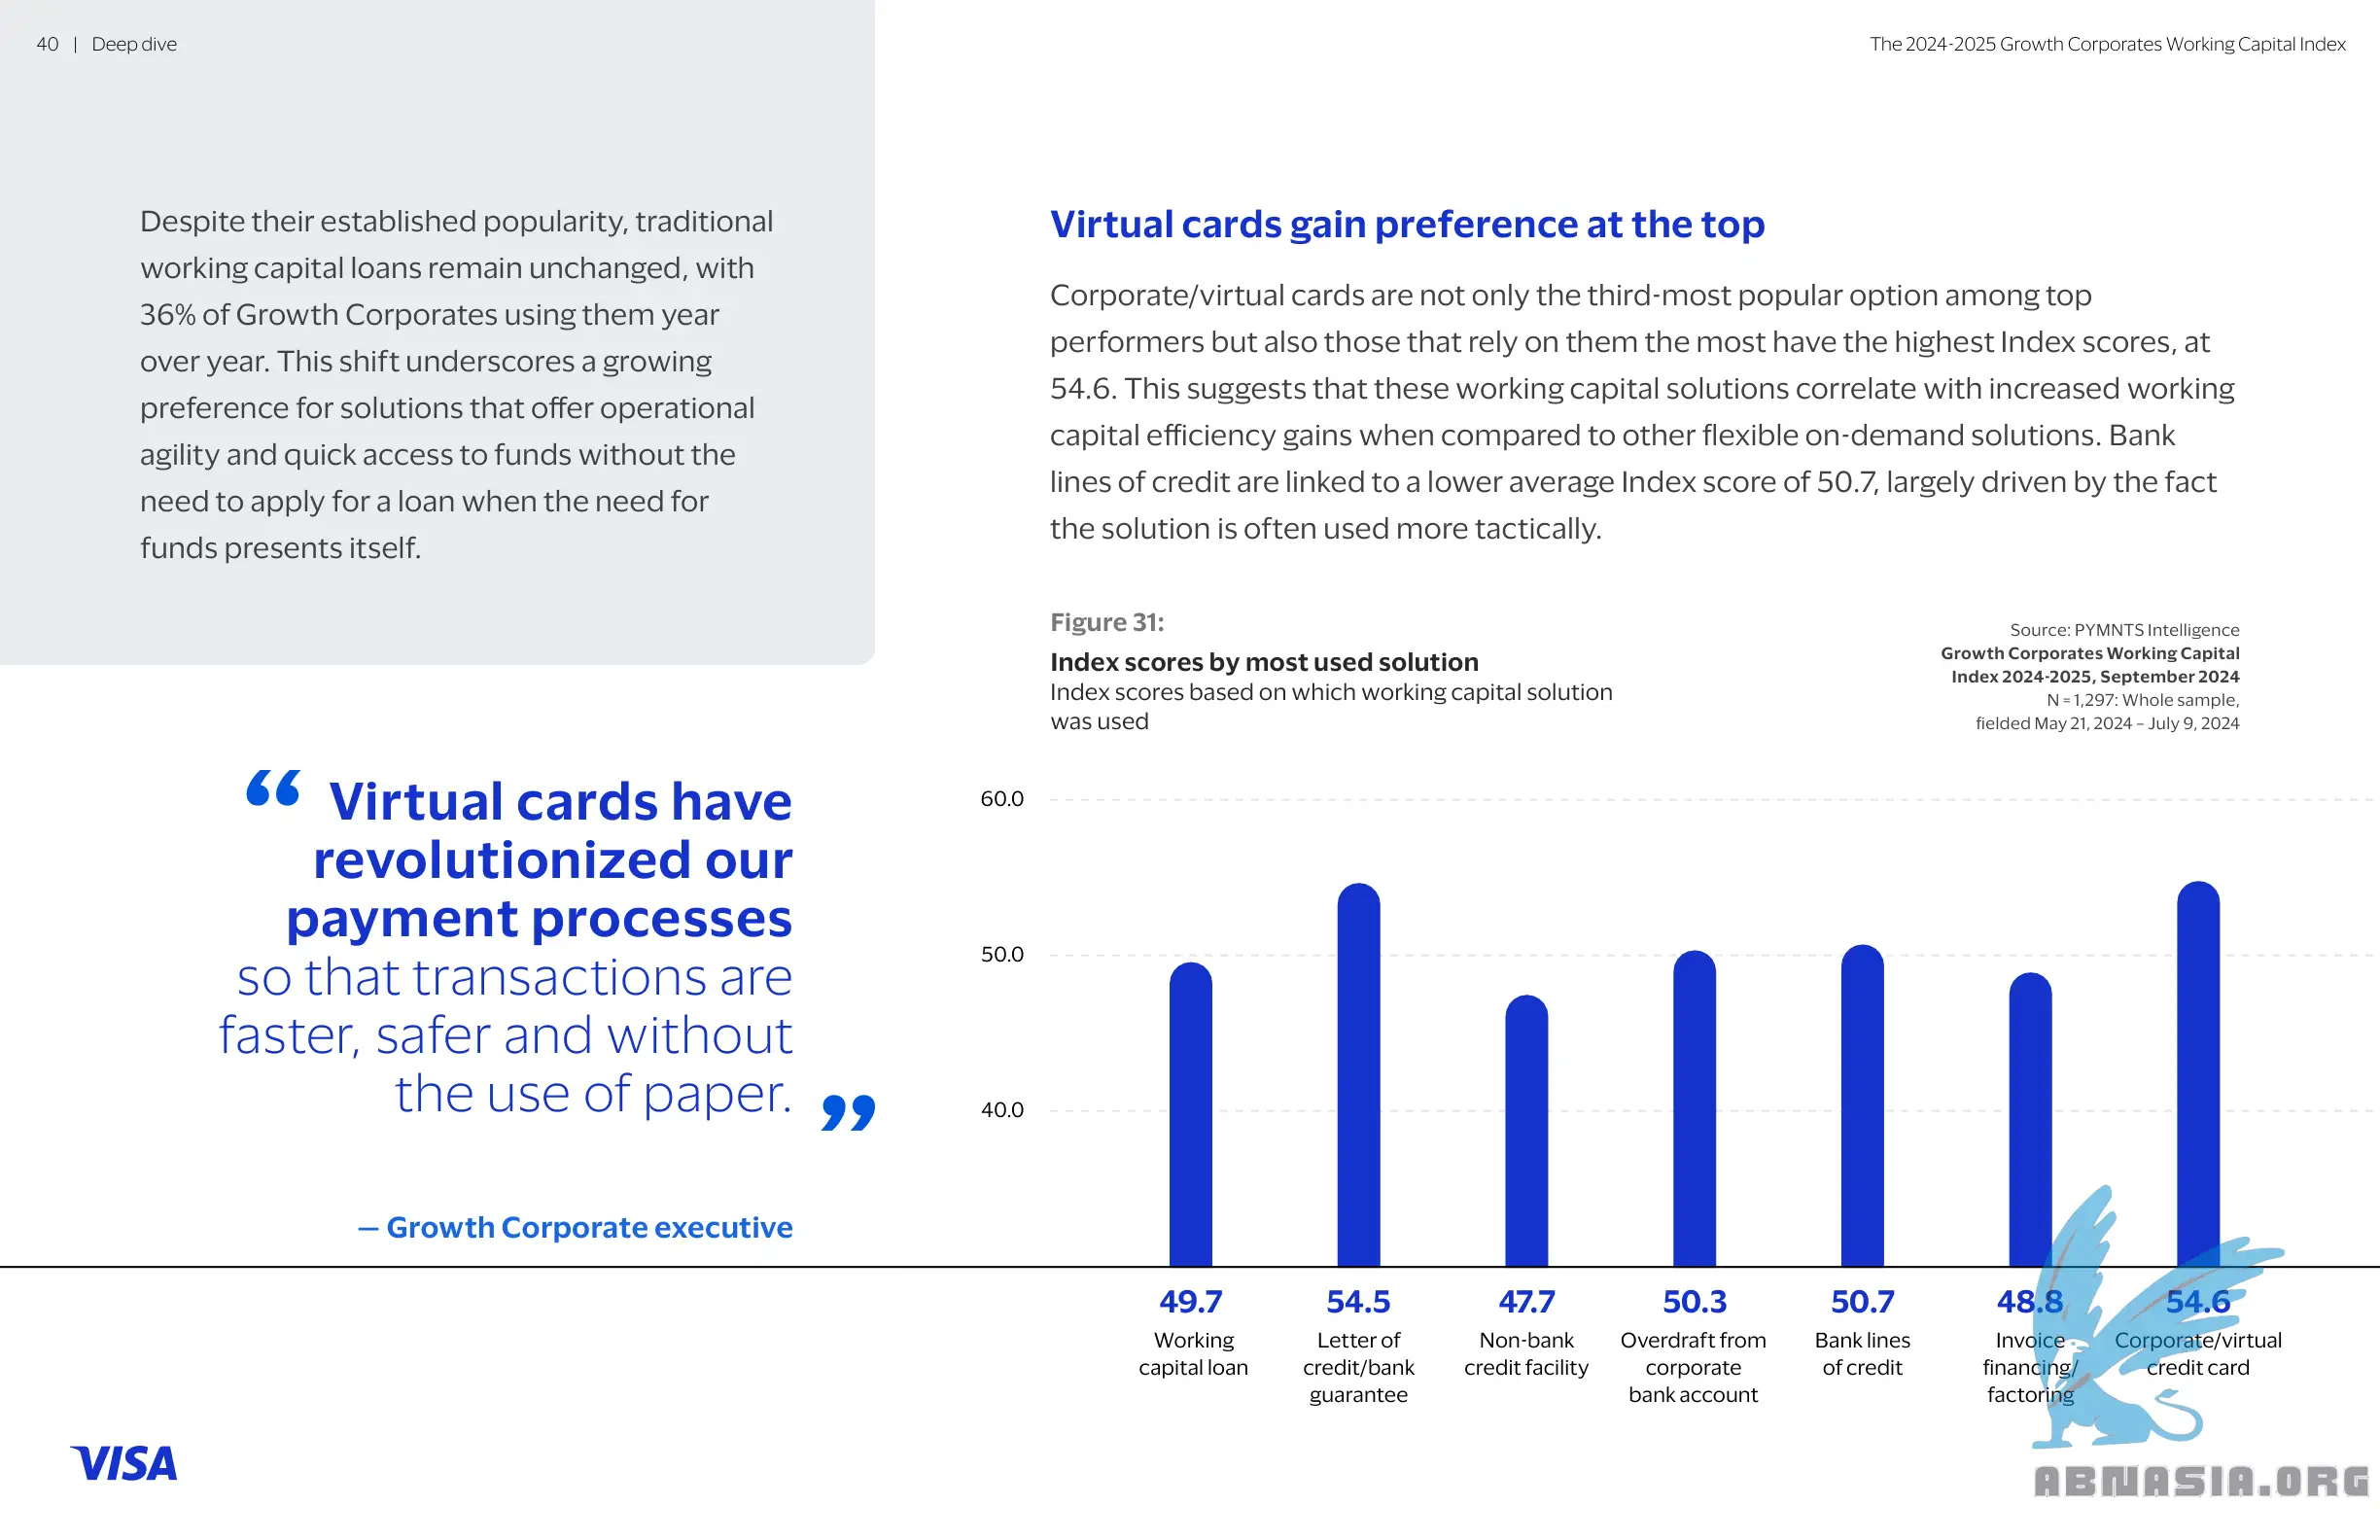 40 | Deep dive
The 2024-2025 Growth Corporates Working Capital Index
Despite their established popularity, traditional
working capital loans remain unchanged, with
36% of Growth Corporates using them year
over year. This shift underscores a growing
preference for solutions that offer operational
agility and quick access to funds without the
need to apply for a loan when the need for
funds presents itself.
“ Virtual cards have
revolutionized our
payment processes
so that transactions are
faster, safer and without
the use of paper. ”
— Growth Corporate executive
Virtual cards gain preference at the top
Corporate/virtual cards are not only the third-most popular option among top
performers but also those that rely on them the most have the highest Index scores, at
54.6. This suggests that these working capital solutions correlate with increased working
capital efficiency gains when compared to other flexible on-demand solutions. Bank
lines of credit are linked to a lower average Index score of 50.7, largely driven by the fact
the solution is often used more tactically.
Figure 31:
Index scores by most used solution
Index scores based on which working capital solution
was used
Source: PYMNTS Intelligence
Growth Corporates Working Capital
Index 2024-2025, September 2024
N = 1,297: Whole sample,
fielded May 21, 2024 – July 9, 2024
60.0
50.0
40.0
49.7 54.5 47.7 50.3 50.7 48.8 54.6
Working
capital loan
Letter of
credit/bank
guarantee
Non-bank
credit facility
Overdraft from
corporate
bank account
Bank lines
of credit
Invoice
financing/
factoring
Corporate/virtual
credit card
VISA
ABNASIA.ORG